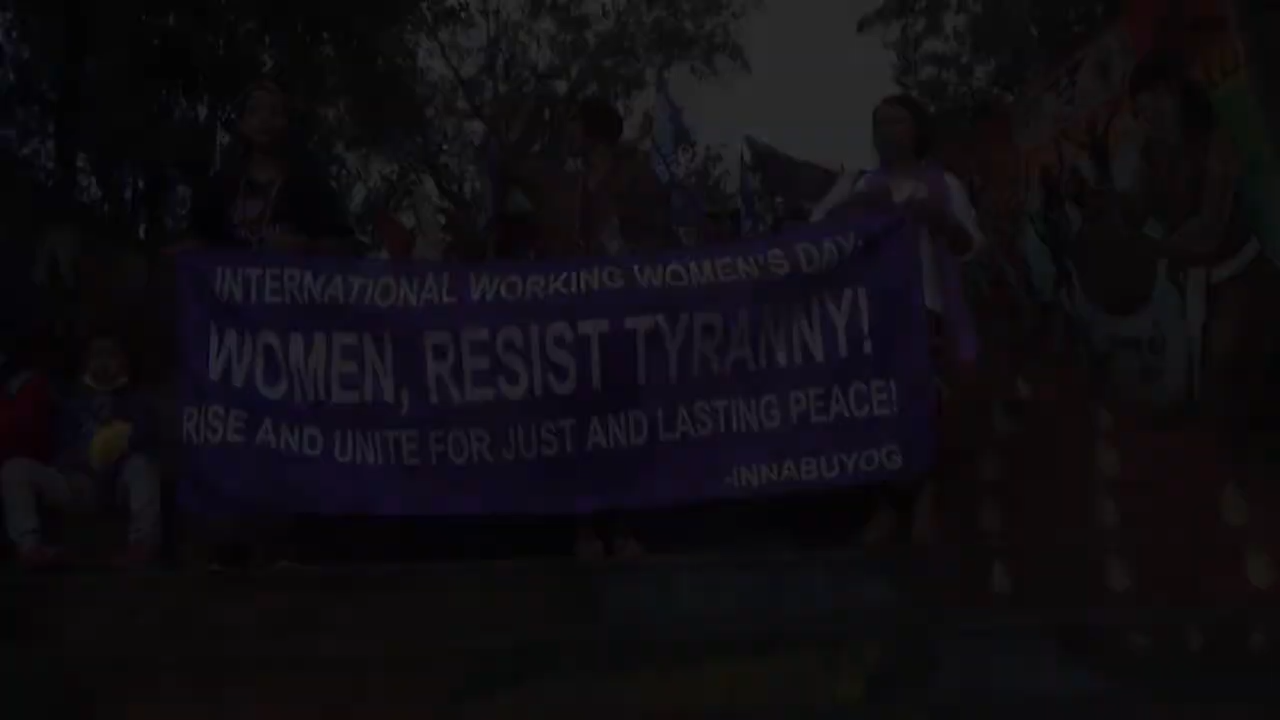 INTERNATIONAL WORKING WOMEN'S DAY
WOMEN, RESIST TYRANNY!
RISE AND UNITE FOR JUST AND LASTING PEACE!
-INNABUYOG